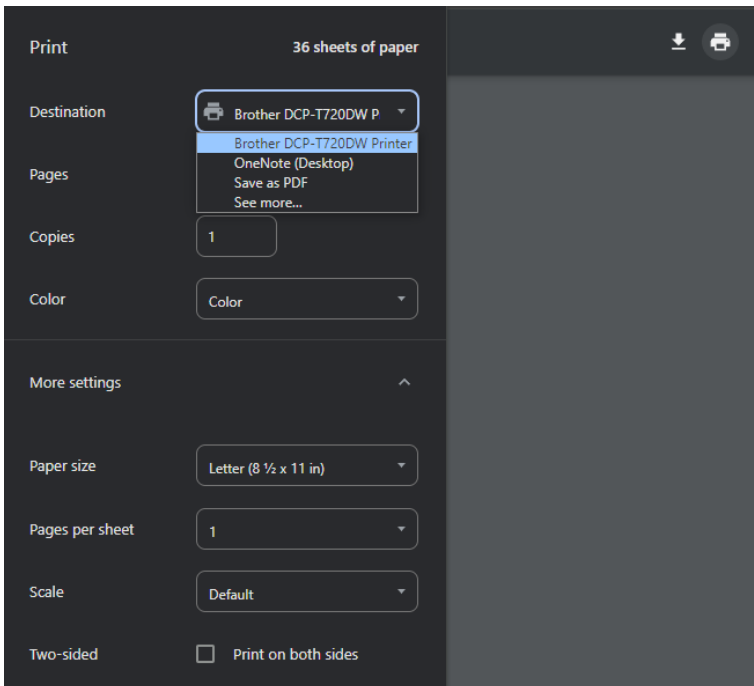 Print 36 sheets of paper
Destination Brother DCP-T720DW P
Brother DCP-T720DW Printer
OneNote (Desktop)
Save as PDF
See more...
Pages
Copies 1
Color Color
More settings
Paper size Letter (8 ½ x 11 in)
Pages per sheet 1
Scale Default
Two-sided Print on both sides